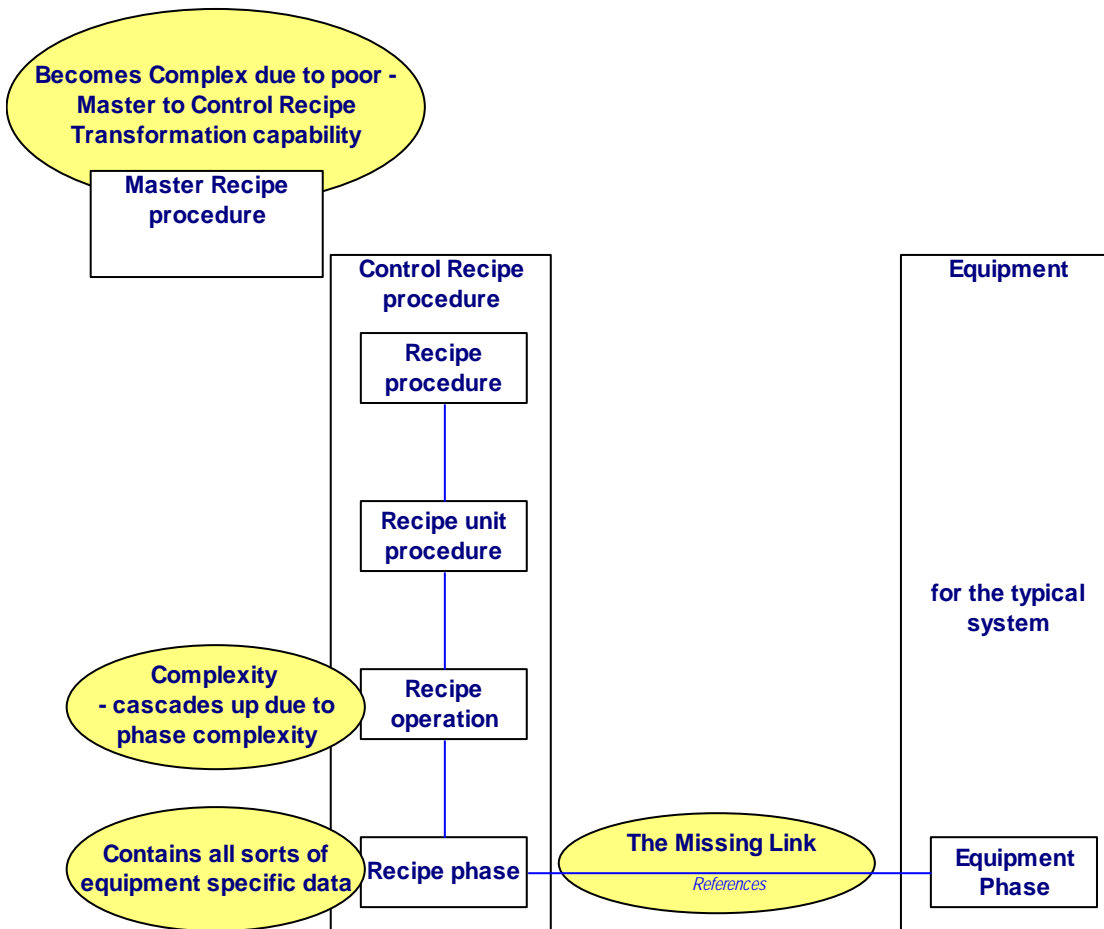 Becomes Complex due to poor -
Master to Control Recipe
Transformation capability
Master Recipe
procedure
Control Recipe
procedure
Equipment
Recipe
procedure
Recipe unit
procedure
for the typical
system
Complexity
- cascades up due to
phase complexity
Recipe
operation
Contains all sorts of
equipment specific data
Recipe phase
The Missing Link
References
Equipment
Phase